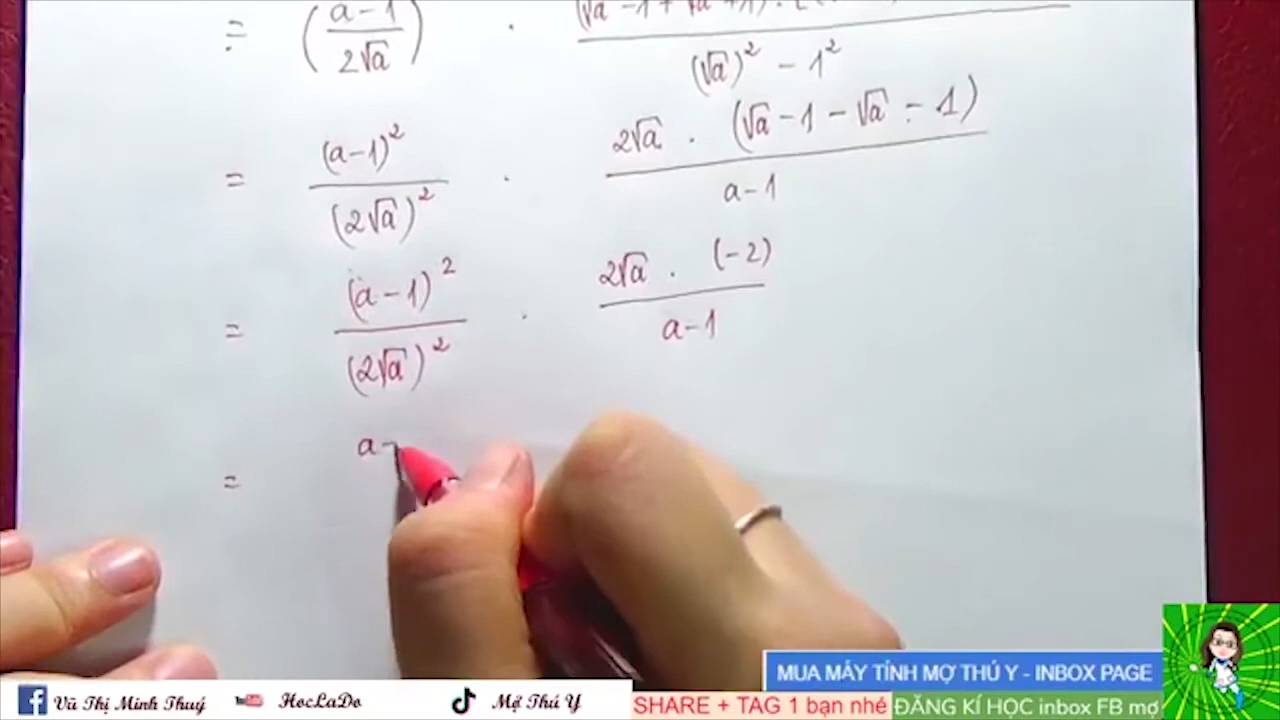 = (a-1 / 2√a) · (√a-1+√a+1).[
(√a)² - 1²
= (a-1)² / (2√a)² · 2√a . (√a-1-√a-1) / a-1
= (a-1)² / (2√a)² · 2√a . (-2) / a-1
= a-
MUA MÁY TÍNH MỢ THÚ Y - INBOX PAGE
Vũ Thị Minh Thuý HocLaDo Mợ Thú Y SHARE + TAG 1 bạn nhé ĐĂNG KÍ HỌC inbox FB mợ